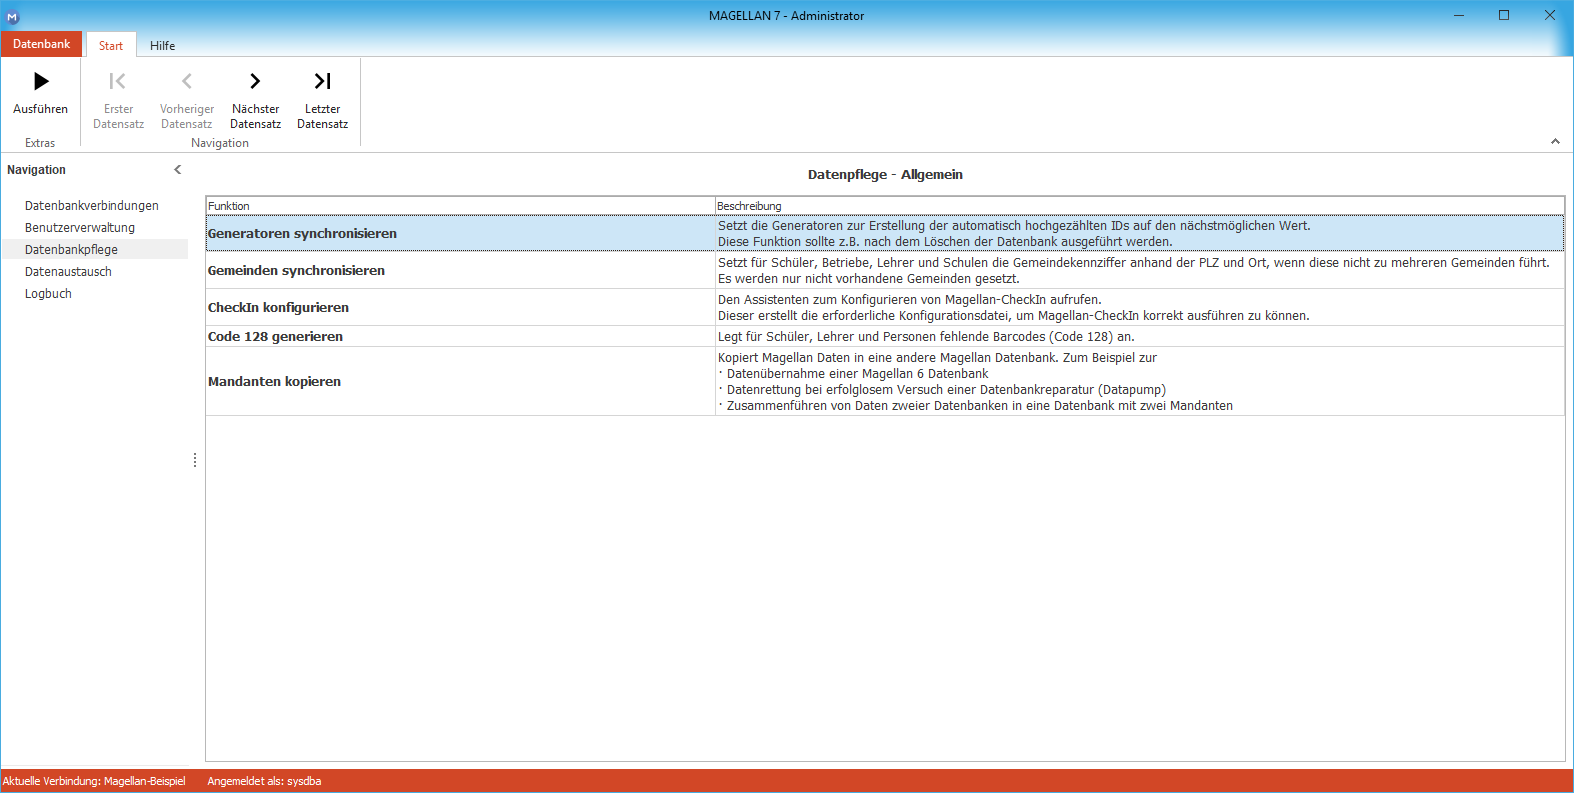 M
MAGELLAN 7 - Administrator
Datenbank
Start
Hilfe
Ausführen
Erster
Datensatz
Vorheriger
Datensatz
Nächster
Datensatz
Letzter
Datensatz
Extras
Navigation
Navigation
Datenbankverbindungen
Benutzerverwaltung
Datenbankpflege
Datenaustausch
Logbuch
Datenpflege - Allgemein
Funktion
Beschreibung
Generatoren synchronisieren
Setzt die Generatoren zur Erstellung der automatisch hochgezählten IDs auf den nächstmöglichen Wert.
Diese Funktion sollte z.B. nach dem Löschen der Datenbank ausgeführt werden.
Gemeinden synchronisieren
Setzt für Schüler, Betriebe, Lehrer und Schulen die Gemeindekennziffer anhand der PLZ und Ort, wenn diese nicht zu mehreren Gemeinden führt.
Es werden nur nicht vorhandene Gemeinden gesetzt.
CheckIn konfigurieren
Den Assistenten zum Konfigurieren von Magellan-CheckIn aufrufen.
Dieser erstellt die erforderliche Konfigurationsdatei, um Magellan-CheckIn korrekt ausführen zu können.
Code 128 generieren
Legt für Schüler, Lehrer und Personen fehlende Barcodes (Code 128) an.
Mandanten kopieren
Kopiert Magellan Daten in eine andere Magellan Datenbank. Zum Beispiel zur
· Datenübernahme einer Magellan 6 Datenbank
· Datenrettung bei erfolglosem Versuch einer Datenbankreparatur (Datapump)
· Zusammenführen von Daten zweier Datenbanken in eine Datenbank mit zwei Mandanten
Aktuelle Verbindung: Magellan-Beispiel
Angemeldet als: sysdba